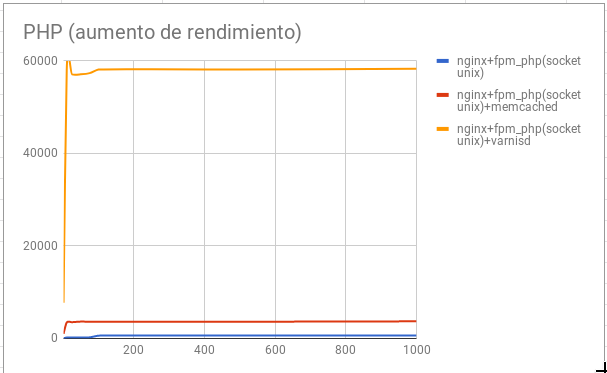 PHP (aumento de rendimiento)
60000
40000
20000
0
200
400
600
800
1000
nginx+fpm_php(socket
unix)
nginx+fpm_php(socket
unix)+memcached
nginx+fpm_php(socket
unix)+varnisd